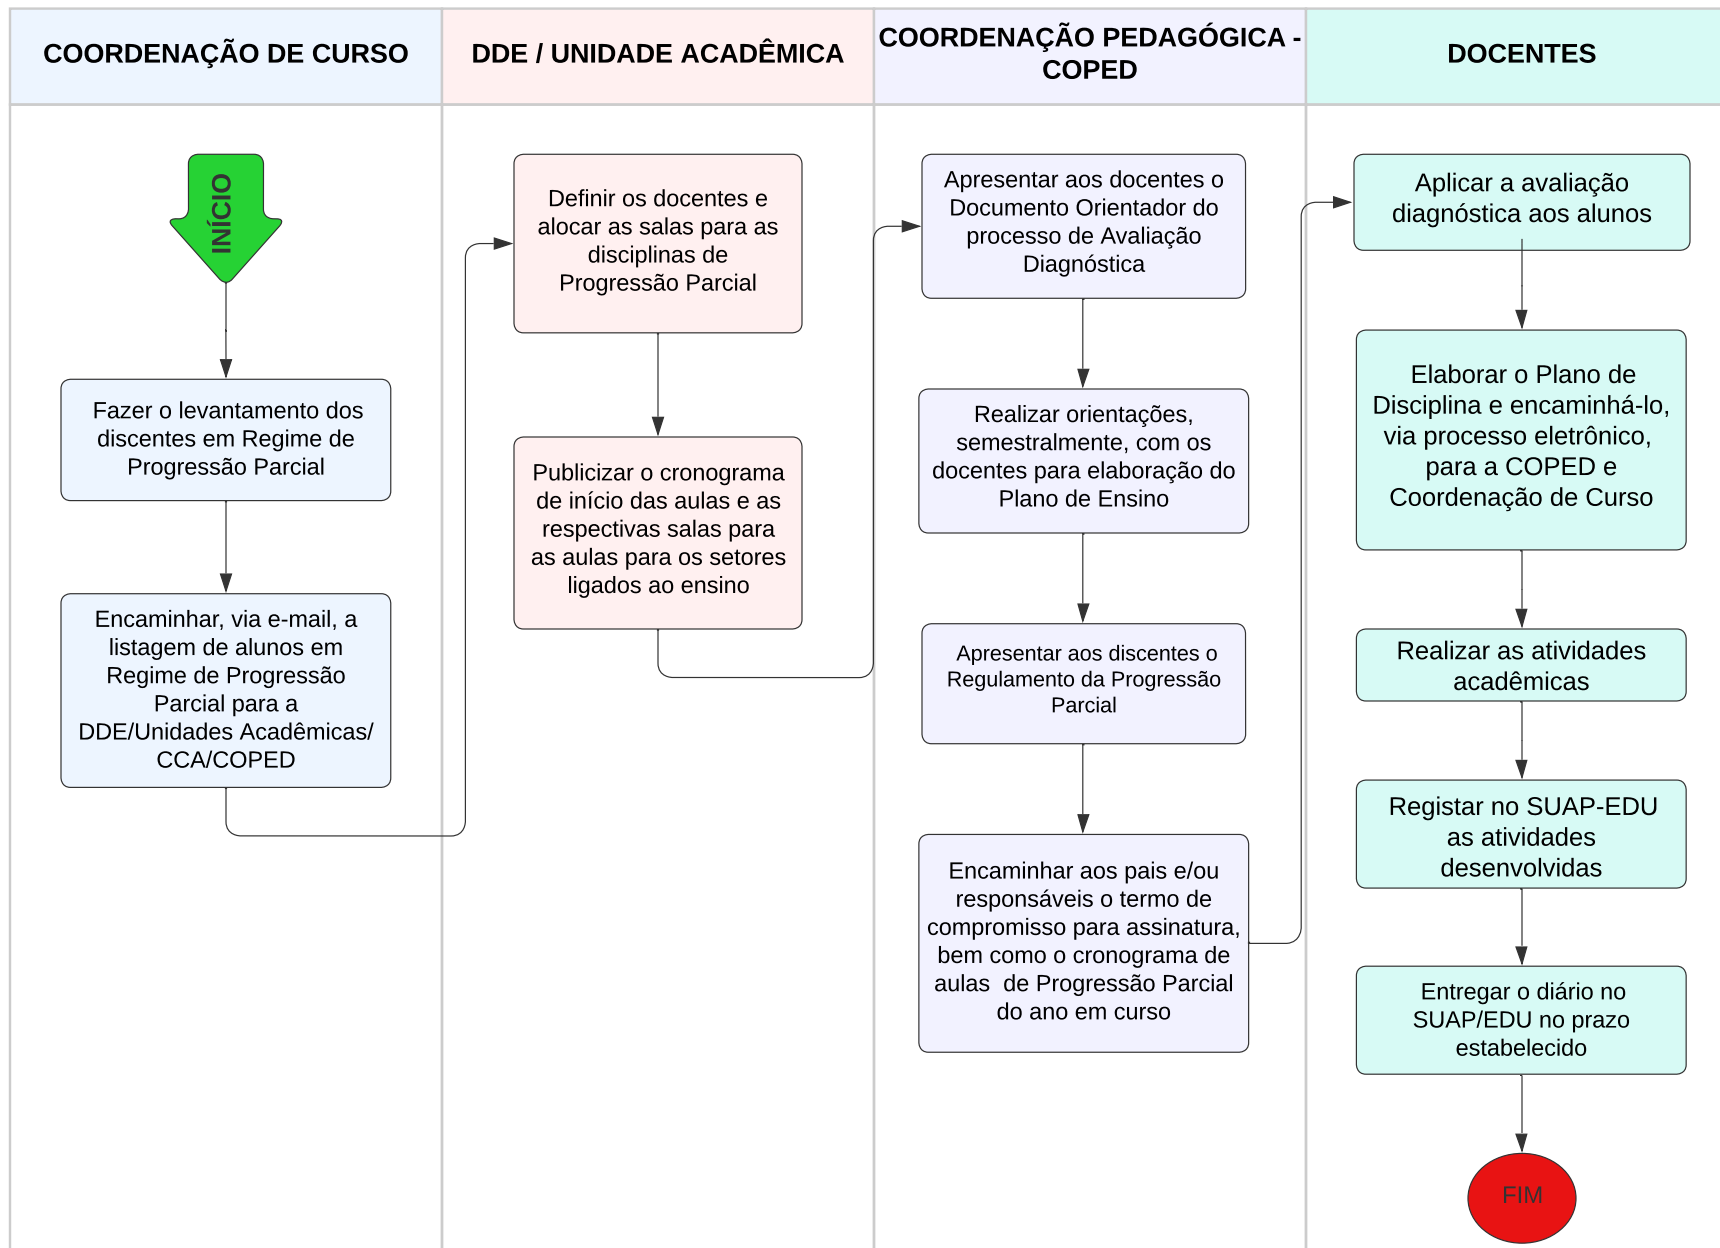 COORDENAÇÃO DE CURSO
DDE / UNIDADE ACADÊMICA
COORDENAÇÃO PEDAGÓGICA -
COPED
DOCENTES
INÍCIO
Fazer o levantamento dos
discentes em Regime de
Progressão Parcial
Encaminhar, via e-mail, a
listagem de alunos em
Regime de Progressão
Parcial para a
DDE/Unidades Acadêmicas/
CCA/COPED
Definir os docentes e
alocar as salas para as
disciplinas de
Progressão Parcial
Publicizar o cronograma
de início das aulas e as
respectivas salas para
as aulas para os setores
ligados ao ensino
Apresentar aos docentes o
Documento Orientador do
processo de Avaliação
Diagnóstica
Realizar orientações,
semestralmente, com os
docentes para elaboração do
Plano de Ensino
Apresentar aos discentes o
Regulamento da Progressão
Parcial
Encaminhar aos pais e/ou
responsáveis o termo de
compromisso para assinatura,
bem como o cronograma de
aulas  de Progressão Parcial
do ano em curso
Aplicar a avaliação
diagnóstica aos alunos
Elaborar o Plano de
Disciplina e encaminhá-lo,
via processo eletrônico,
para a COPED e
Coordenação de Curso
Realizar as atividades
acadêmicas
Registar no SUAP-EDU
as atividades
desenvolvidas
Entregar o diário no
SUAP/EDU no prazo
estabelecido
FIM